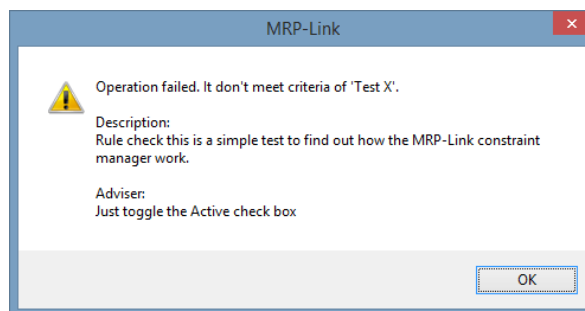 MRP-Link
Operation failed. It don't meet criteria of 'Test X'.
Description:
Rule check this is a simple test to find out how the MRP-Link constraint
manager work.
Adviser:
Just toggle the Active check box
OK